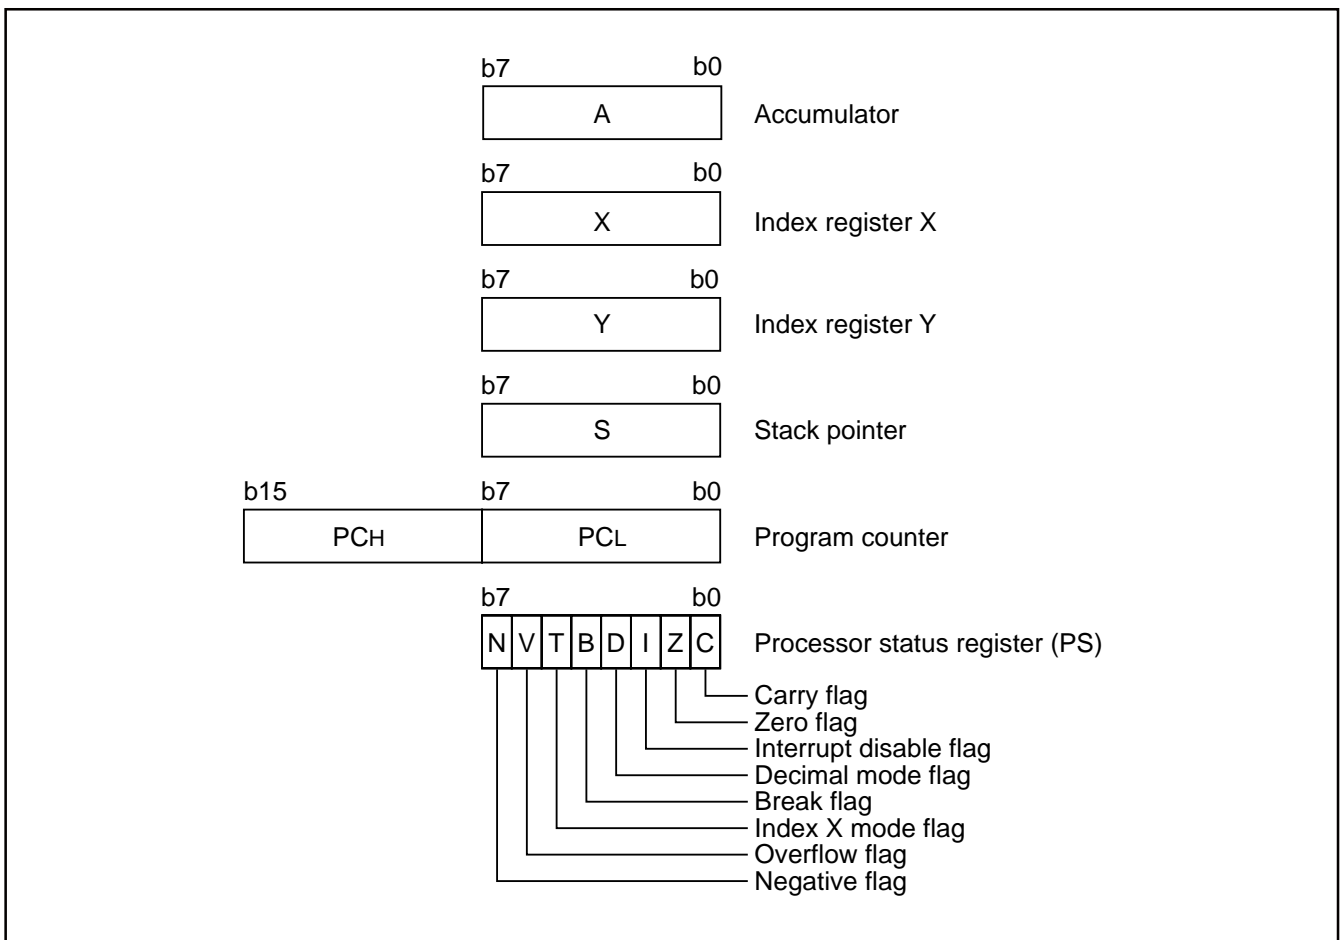 b7 b0
A Accumulator
b7 b0
X Index register X
b7 b0
Y Index register Y
b7 b0
S Stack pointer
b15 b7 b0
PCH PCL Program counter
b7 b0
N V T B D I Z C Processor status register (PS)
Carry flag
Zero flag
Interrupt disable flag
Decimal mode flag
Break flag
Index X mode flag
Overflow flag
Negative flag